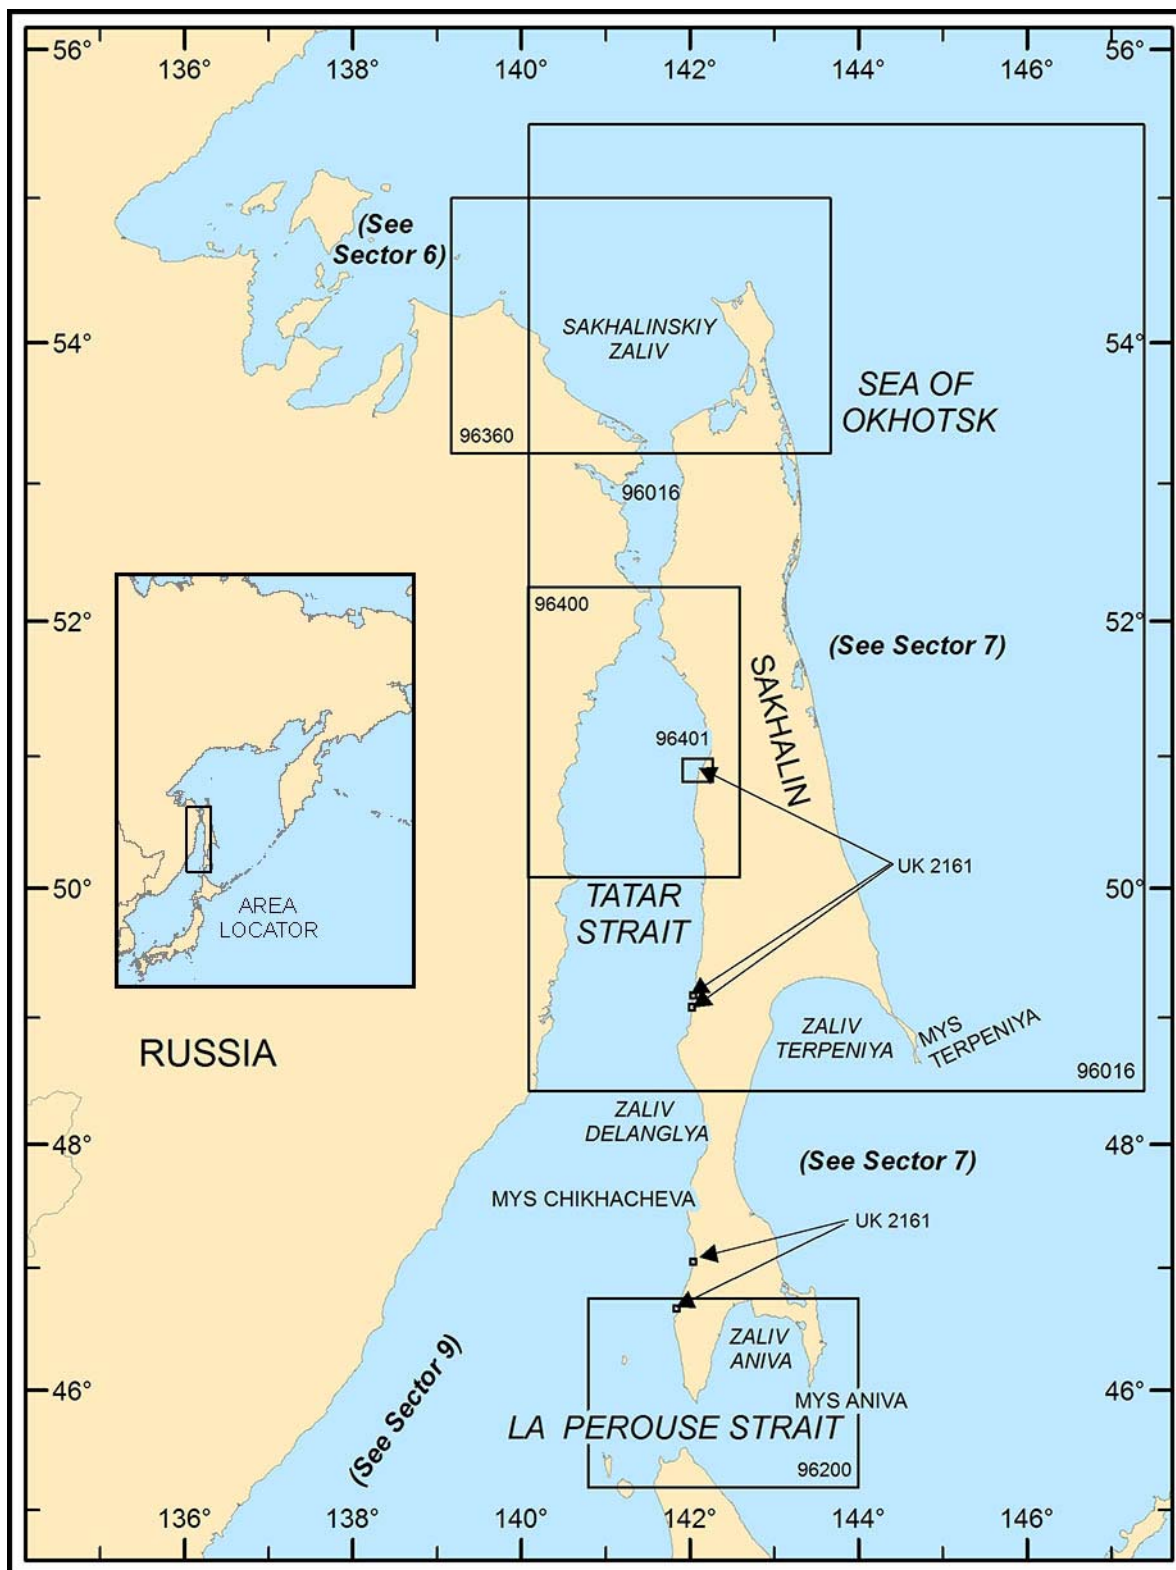 56°
136°
138°
140°
142°
144°
146°
56°
(See
Sector 6)
SAKHALINSKIY
ZALIV
54°
54°
SEA OF
OKHOTSK
96360
96016
96400
52°
52°
(See Sector 7)
SAKHALIN
96401
UK 2161
50°
50°
TATAR
STRAIT
AREA
LOCATOR
ZALIV
TERPENIYA
MYS
TERPENIYA
RUSSIA
96016
ZALIV
DELANGLYA
48°
48°
(See Sector 7)
MYS CHIKHACHEVA
UK 2161
ZALIV
ANIVA
46°
46°
MYS ANIVA
(See Sector 9)
LA PEROUSE STRAIT
96200
136°
138°
140°
142°
144°
146°